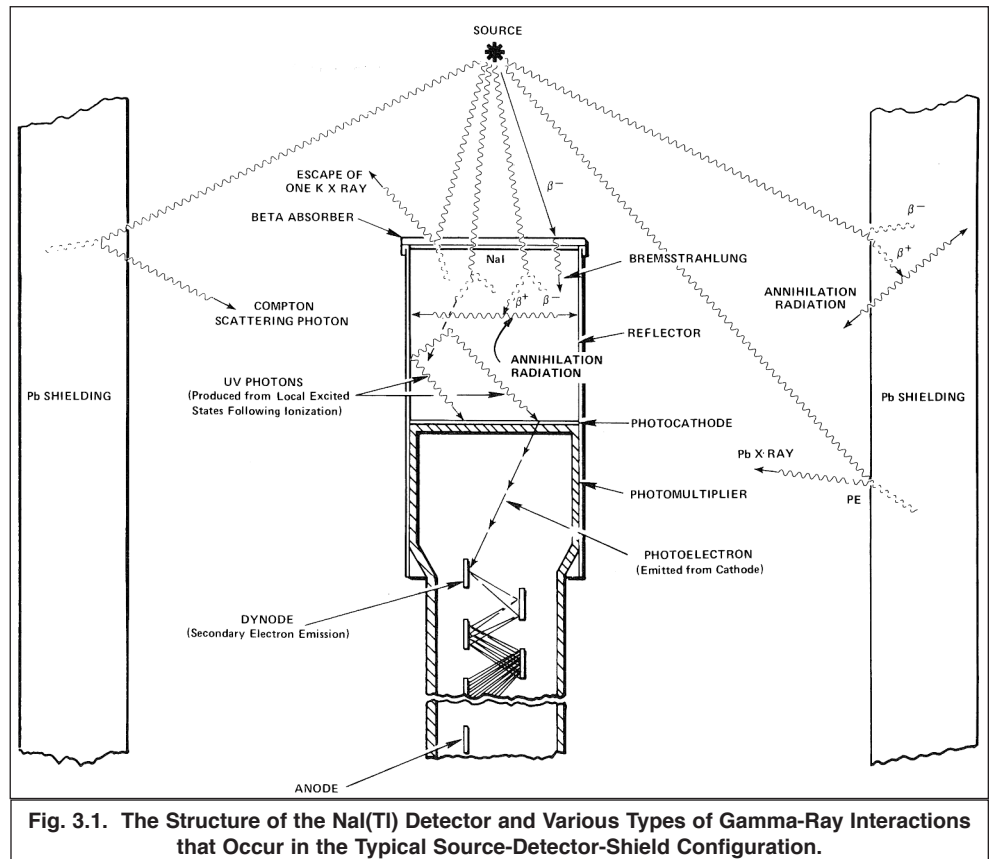 SOURCE
ESCAPE OF
ONE K X RAY
BETA ABSORBER
β−
NaI
BREMSSTRAHLUNG
β−
β+
ANNIHILATION
RADIATION
COMPTON
SCATTERING PHOTON
β+
β−
REFLECTOR
ANNIHILATION
RADIATION
UV PHOTONS
(Produced from Local Excited
States Following Ionization)
Pb SHIELDING
Pb SHIELDING
PHOTOCATHODE
Pb X-RAY
PE
PHOTOMULTIPLIER
PHOTOELECTRON
(Emitted from Cathode)
DYNODE
(Secondary Electron Emission)
ANODE
Fig. 3.1. The Structure of the NaI(Tl) Detector and Various Types of Gamma-Ray Interactions
that Occur in the Typical Source-Detector-Shield Configuration.